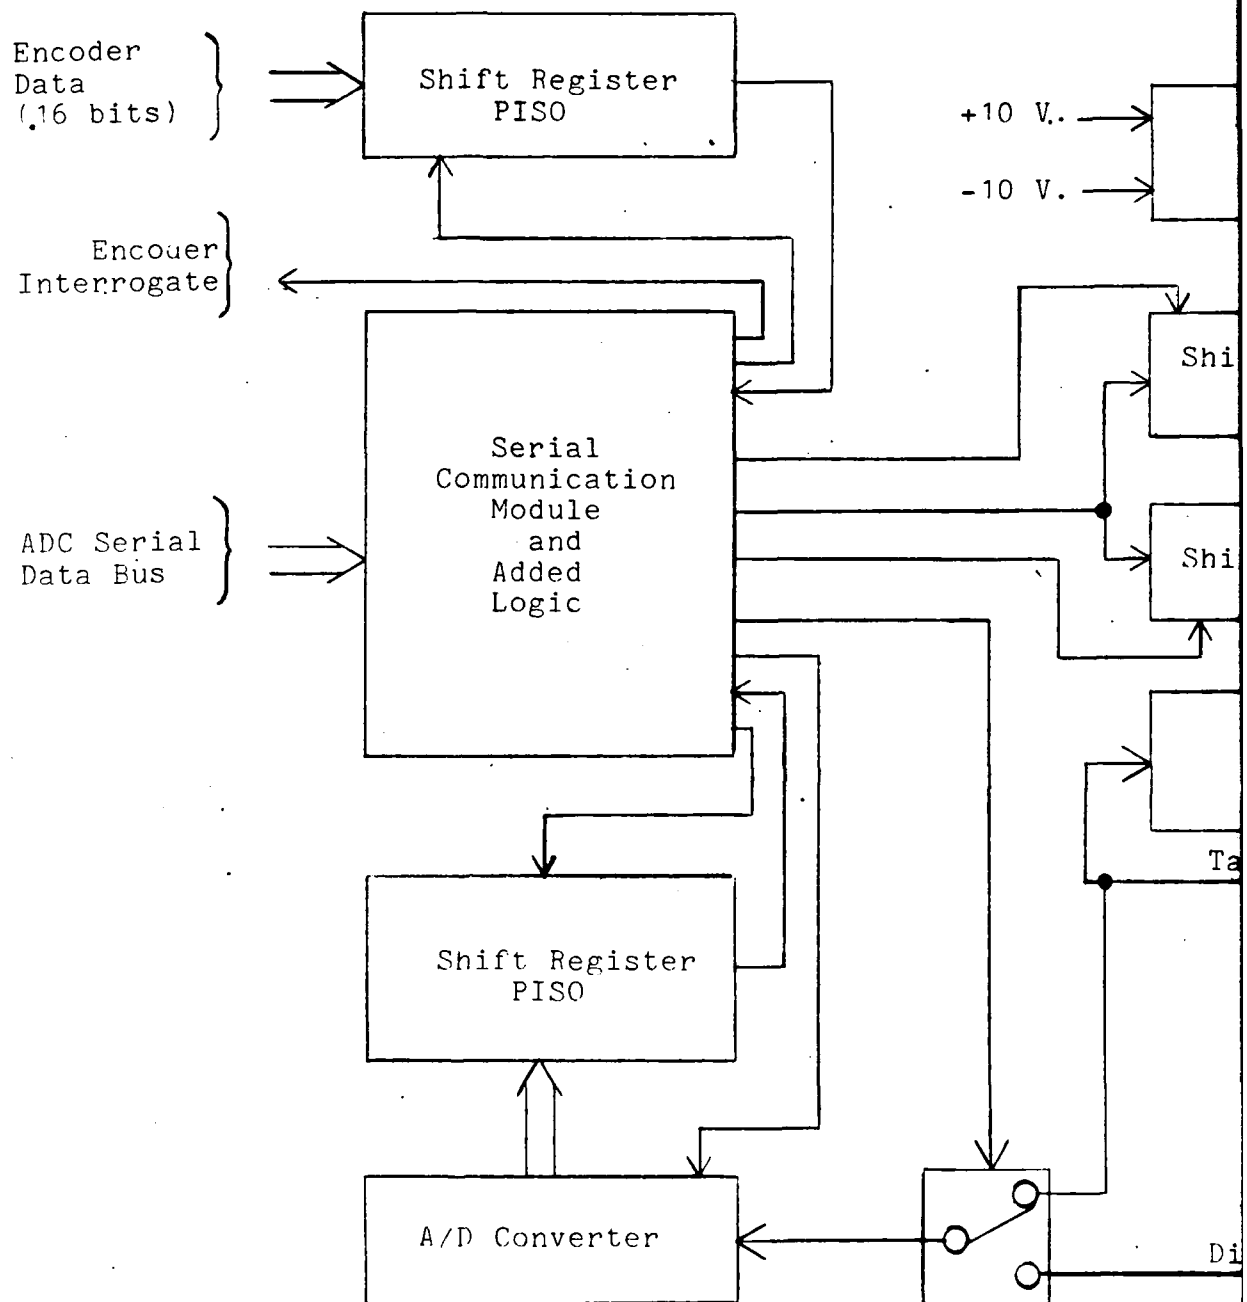 Encoder
Data
(.16 bits)
Shift Register
PISO
+10 V.
-10 V.
Encoder
Interrogate
Shi
Serial
Communication
Module
and
Added
Logic
ADC Serial
Data Bus
Shi
Ta
Shift Register
PISO
A/D Converter
Di